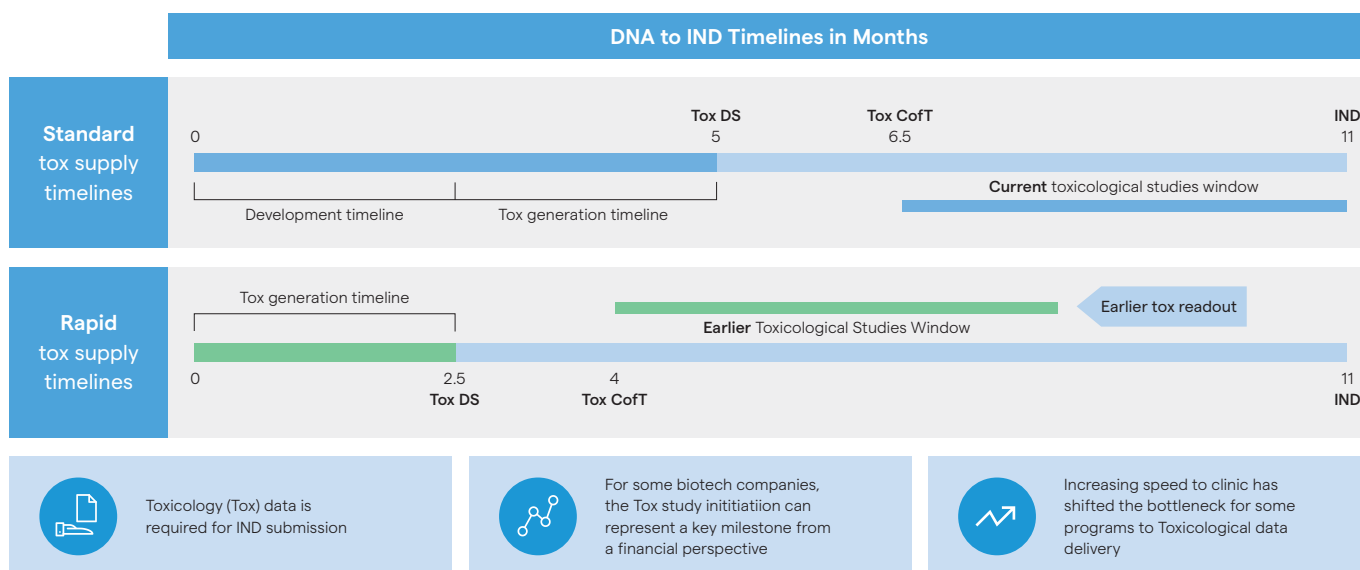 DNA to IND Timelines in Months
Standard
tox supply
timelines
Tox DS
Tox CofT
IND
0
5
6.5
11
Current toxicological studies window
Development timeline
Tox generation timeline
Rapid
tox supply
timelines
Tox generation timeline
Earlier tox readout
Earlier Toxicological Studies Window
0
2.5
4
11
Tox DS
Tox CofT
IND
Toxicology (Tox) data is
required for IND submission
For some biotech companies,
the Tox study inititiatiion can
represent a key milestone from
a financial perspective
Increasing speed to clinic has
shifted the bottleneck for some
programs to Toxicological data
delivery